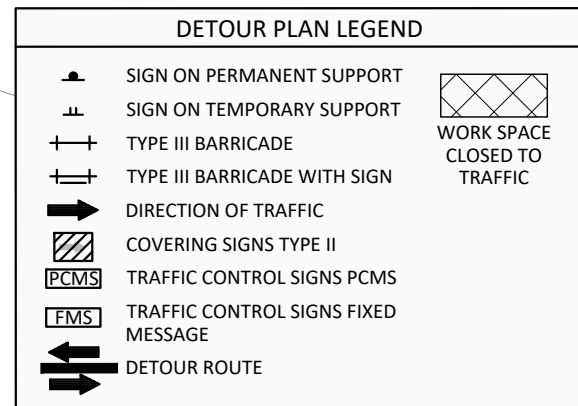 DETOUR PLAN LEGEND
SIGN ON PERMANENT SUPPORT
SIGN ON TEMPORARY SUPPORT
TYPE III BARRICADE
TYPE III BARRICADE WITH SIGN
DIRECTION OF TRAFFIC
COVERING SIGNS TYPE II
PCMS TRAFFIC CONTROL SIGNS PCMS
FMS TRAFFIC CONTROL SIGNS FIXED
MESSAGE
DETOUR ROUTE
WORK SPACE
CLOSED TO
TRAFFIC